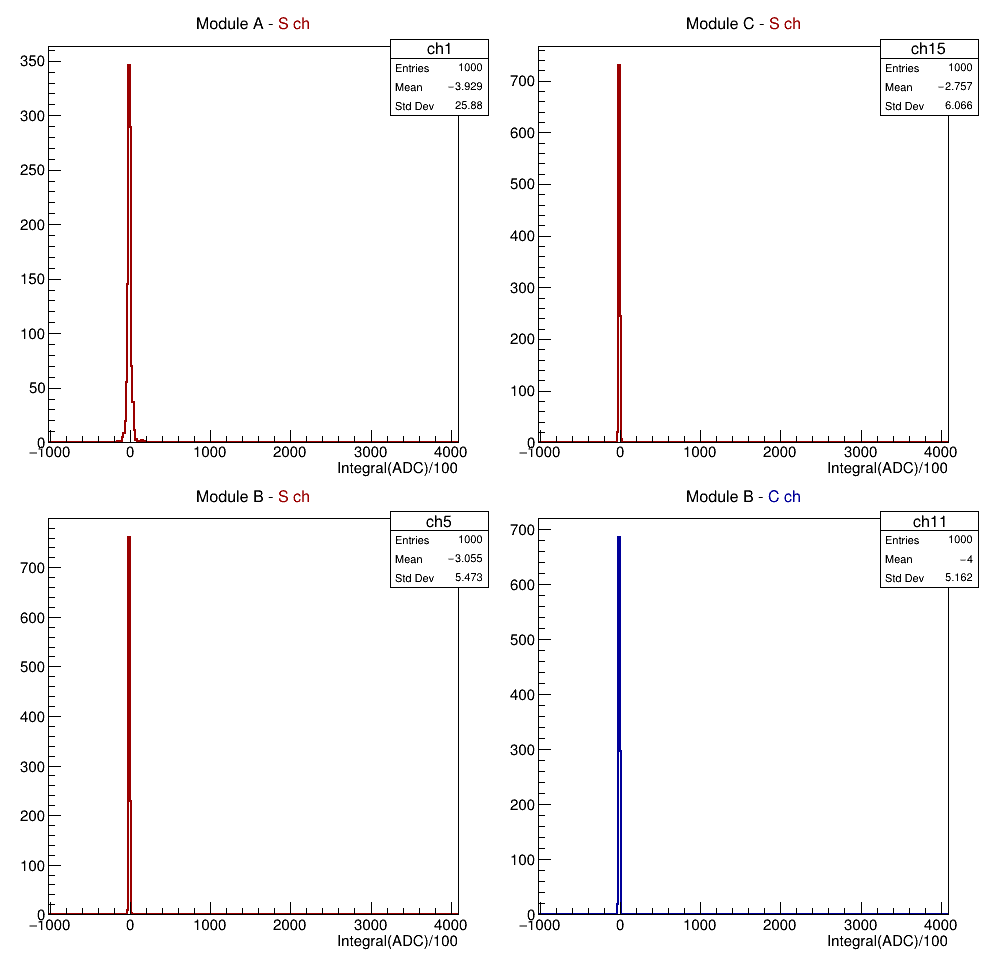 Module A - S ch
ch1
Entries 1000
Mean −3.929
Std Dev 25.88
350
300
250
200
150
100
50
0
−1000 0 1000 2000 3000 4000
Integral(ADC)/100
Module C - S ch
ch15
Entries 1000
Mean −2.757
Std Dev 6.066
700
600
500
400
300
200
100
0
−1000 0 1000 2000 3000 4000
Integral(ADC)/100
Module B - S ch
ch5
Entries 1000
Mean −3.055
Std Dev 5.473
700
600
500
400
300
200
100
0
−1000 0 1000 2000 3000 4000
Integral(ADC)/100
Module B - C ch
ch11
Entries 1000
Mean −4
Std Dev 5.162
700
600
500
400
300
200
100
0
−1000 0 1000 2000 3000 4000
Integral(ADC)/100